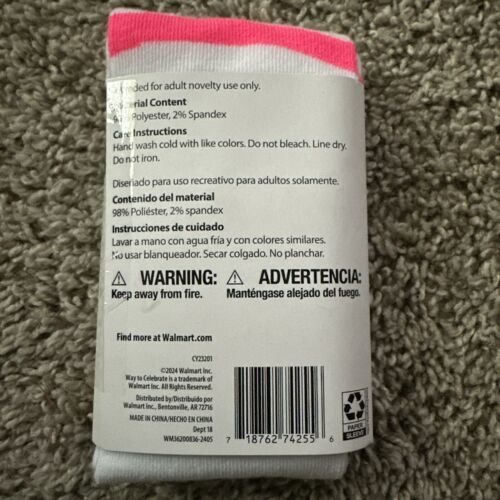 ded for adult novelty use only.
erial Content
Polyester, 2% Spandex
Care Instructions
Hand wash cold with like colors. Do not bleach. Line dry.
Do not iron.
Diseñado para uso recreativo para adultos solamente.
Contenido del material
98% Poliéster, 2% spandex
Instrucciones de cuidado
Lavar a mano con agua fría y con colores similares.
No usar blanqueador. Secar colgado. No planchar.
WARNING:
Keep away from fire.
ADVERTENCIA:
Manténgase alejado del fuego.
Find more at Walmart.com
CY23201
©2024 Walmart Inc.
Way to Celebrate is a trademark of
Walmart Inc. All Rights Reserved.
Distributed by/Distribuido por
Walmart Inc., Bentonville, AR 72716
MADE IN CHINA/HECHO EN CHINA
Dept 18
WM36200836-2405
7 18762 74255 6
PAPER
SLEEVE